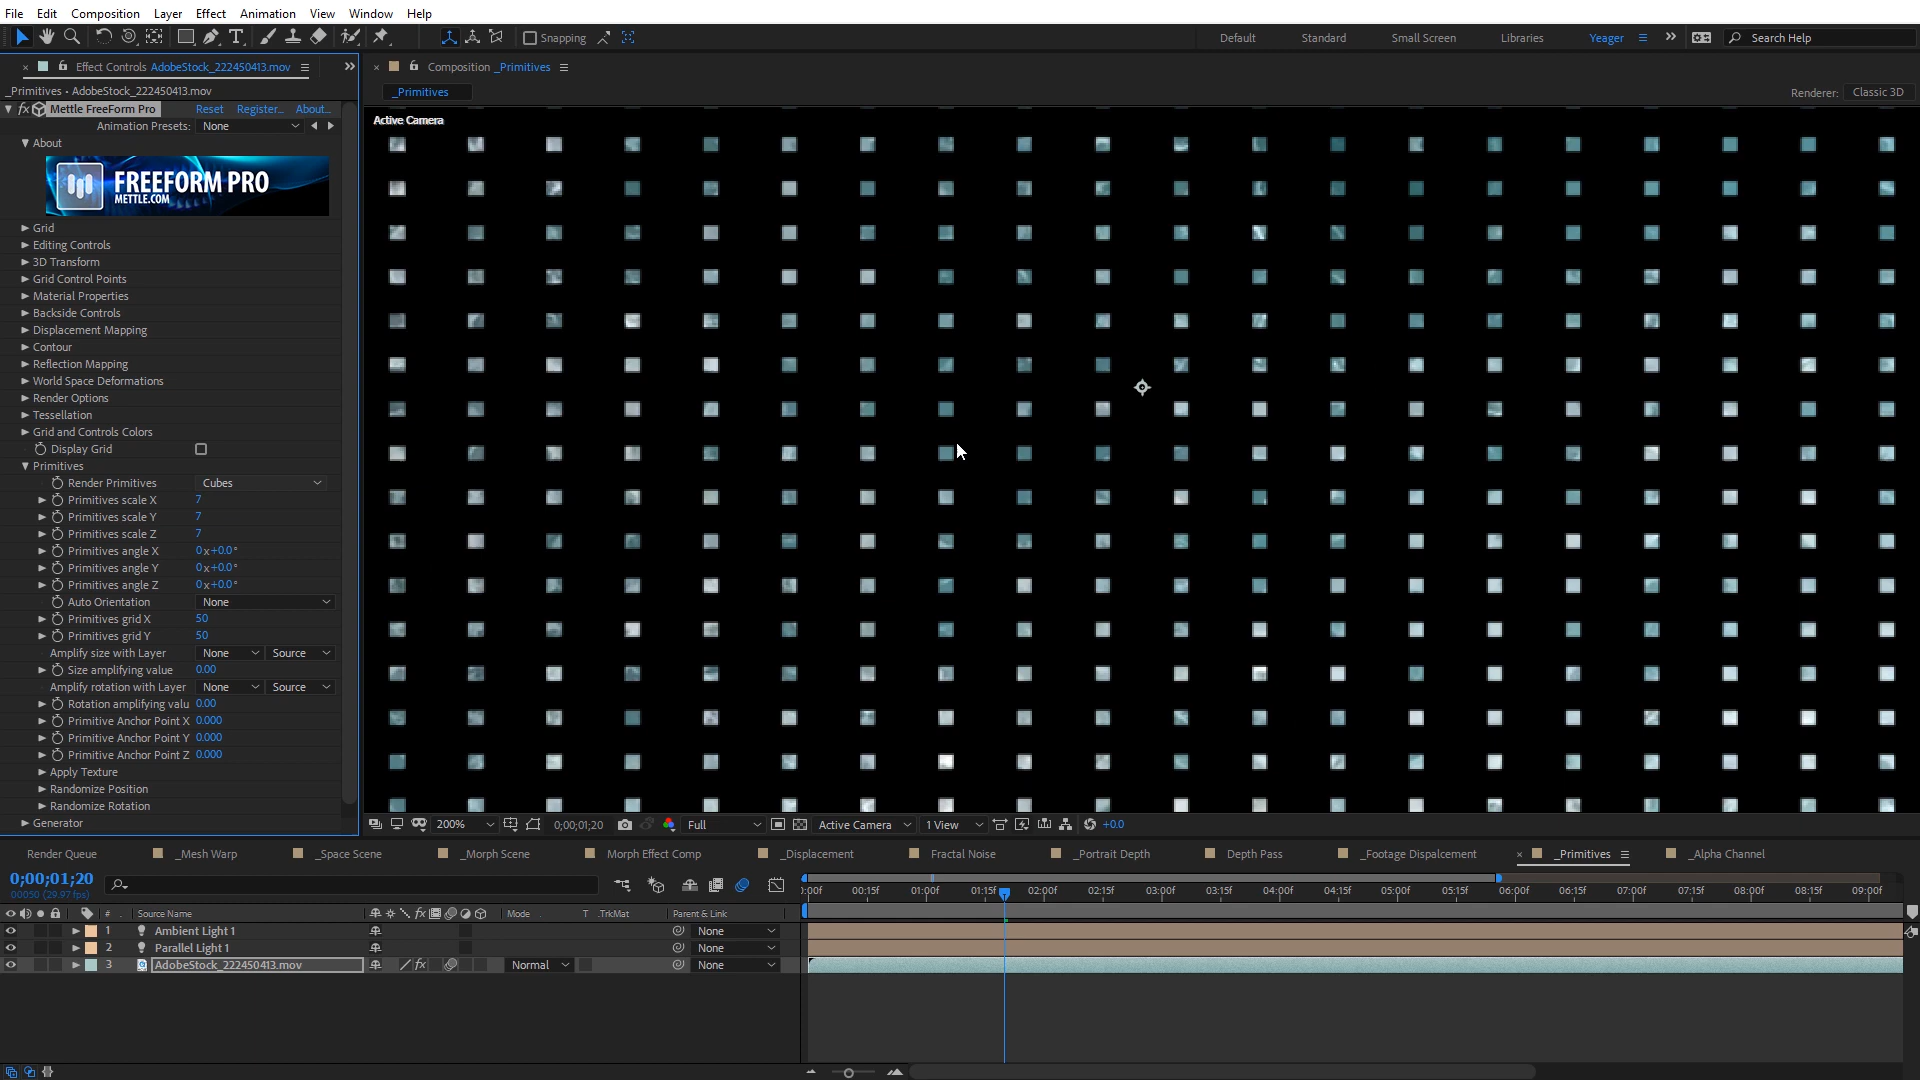 File Edit Composition Layer Effect Animation View Window Help
Snapping
Default Standard Small Screen Libraries Yeager Search Help
Effect Controls AdobeStock_222450413.mov
_Primitives • AdobeStock_222450413.mov
fx Mettle FreeForm Pro Reset Register... About...
Animation Presets: None
About
FREEFORM PRO
METTLE.COM
Grid
Editing Controls
3D Transform
Grid Control Points
Material Properties
Backside Controls
Displacement Mapping
Contour
Reflection Mapping
World Space Deformations
Render Options
Tessellation
Grid and Controls Colors
Display Grid
Primitives
Render Primitives Cubes
Primitives scale X 7
Primitives scale Y 7
Primitives scale Z 7
Primitives angle X 0x+0.0°
Primitives angle Y 0x+0.0°
Primitives angle Z 0x+0.0°
Auto Orientation None
Primitives grid X 50
Primitives grid Y 50
Amplify size with Layer None Source
Size amplifying value 0.00
Amplify rotation with Layer None Source
Rotation amplifying valu 0.00
Primitive Anchor Point X 0.000
Primitive Anchor Point Y 0.000
Primitive Anchor Point Z 0.000
Apply Texture
Randomize Position
Randomize Rotation
Generator
Composition _Primitives
_Primitives
Renderer: Classic 3D
Active Camera
200% 0;00;01;20 Full Active Camera 1 View +0.0
Render Queue _Mesh Warp _Space Scene _Morph Scene Morph Effect Comp _Displacement Fractal Noise _Portrait Depth Depth Pass _Footage Dispalcement _Primitives _Alpha Channel
0;00;01;20
00050 (29.97 fps)
):00f 00:15f 01:00f 01:15f 02:00f 02:15f 03:00f 03:15f 04:00f 04:15f 05:00f 05:15f 06:00f 06:15f 07:00f 07:15f 08:00f 08:15f 09:00f
# Source Name fx Mode T .TrkMat Parent & Link
1 Ambient Light 1 None
2 Parallel Light 1 None
3 AdobeStock_222450413.mov fx Normal None